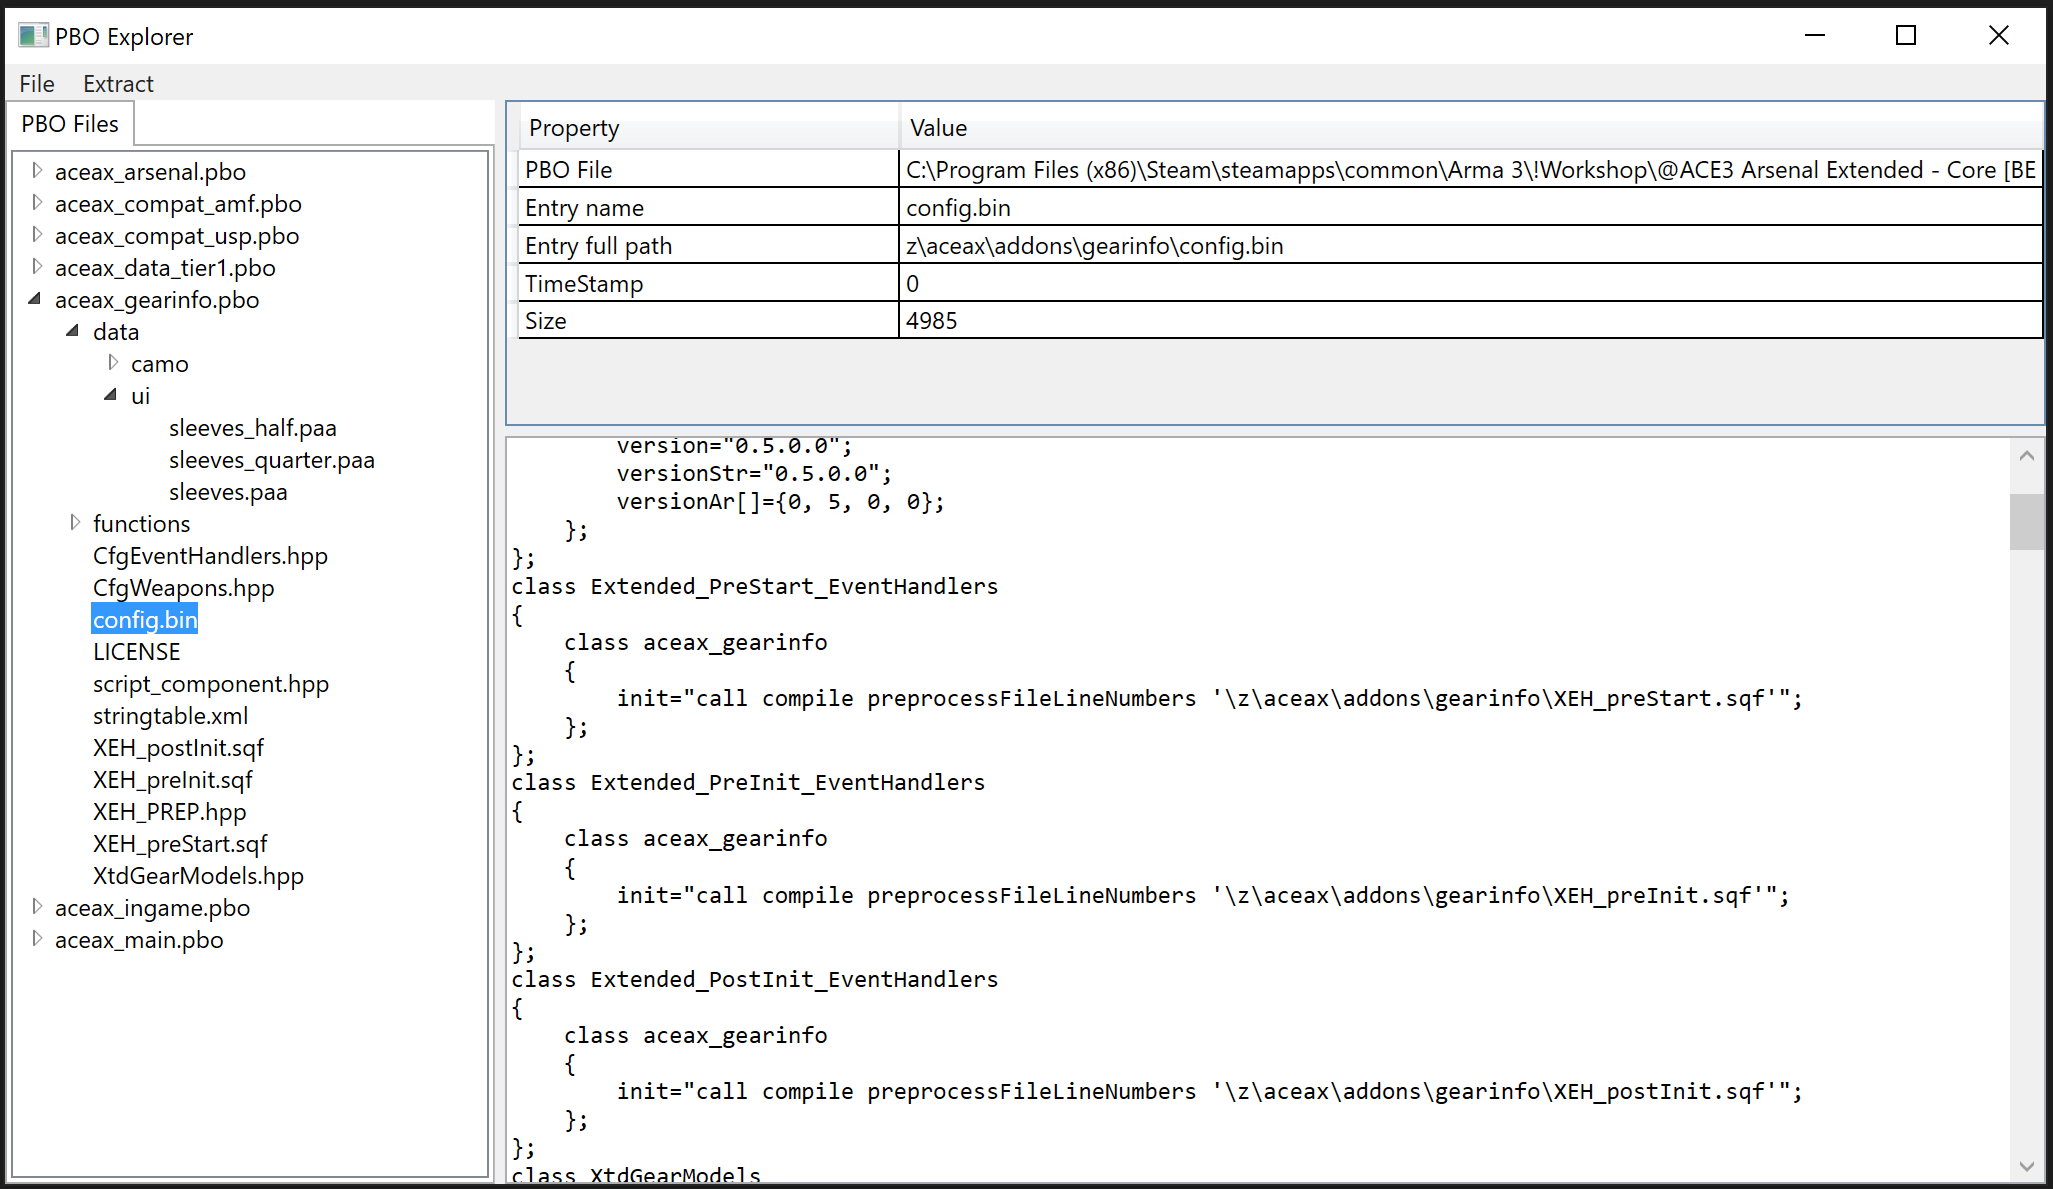 PBO Explorer
File Extract
PBO Files
aceax_arsenal.pbo
aceax_compat_amf.pbo
aceax_compat_usp.pbo
aceax_data_tier1.pbo
aceax_gearinfo.pbo
data
camo
ui
sleeves_half.paa
sleeves_quarter.paa
sleeves.paa
functions
CfgEventHandlers.hpp
CfgWeapons.hpp
config.bin
LICENSE
script_component.hpp
stringtable.xml
XEH_postInit.sqf
XEH_preInit.sqf
XEH_PREP.hpp
XEH_preStart.sqf
XtdGearModels.hpp
aceax_ingame.pbo
aceax_main.pbo
Property Value
PBO File C:\Program Files (x86)\Steam\steamapps\common\Arma 3\!Workshop\@ACE3 Arsenal Extended - Core [BE
Entry name config.bin
Entry full path z\aceax\addons\gearinfo\config.bin
TimeStamp 0
Size 4985
version="0.5.0.0";
versionStr="0.5.0.0";
versionAr[]={0, 5, 0, 0};
};
};
class Extended_PreStart_EventHandlers
{
class aceax_gearinfo
{
init="call compile preprocessFileLineNumbers '\z\aceax\addons\gearinfo\XEH_preStart.sqf'";
};
};
class Extended_PreInit_EventHandlers
{
class aceax_gearinfo
{
init="call compile preprocessFileLineNumbers '\z\aceax\addons\gearinfo\XEH_preInit.sqf'";
};
};
class Extended_PostInit_EventHandlers
{
class aceax_gearinfo
{
init="call compile preprocessFileLineNumbers '\z\aceax\addons\gearinfo\XEH_postInit.sqf'";
};
};
class XtdGearModels